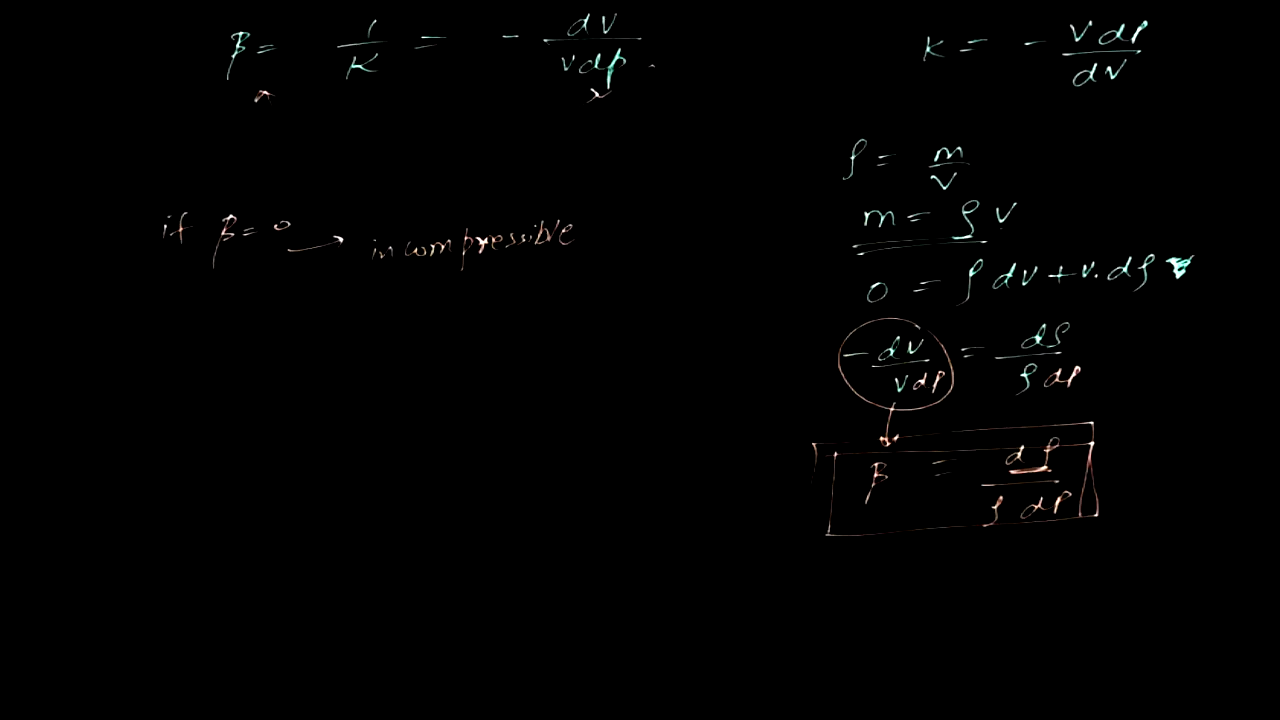 β = 1/K = - dV/Vdp.
K = - Vdp/dV
ρ = m/V
m = ρV
if β = 0 → incompressible
0 = ρdv + v.dρ
- dv/vdp = dρ/ρdp
β = dρ/ρdp